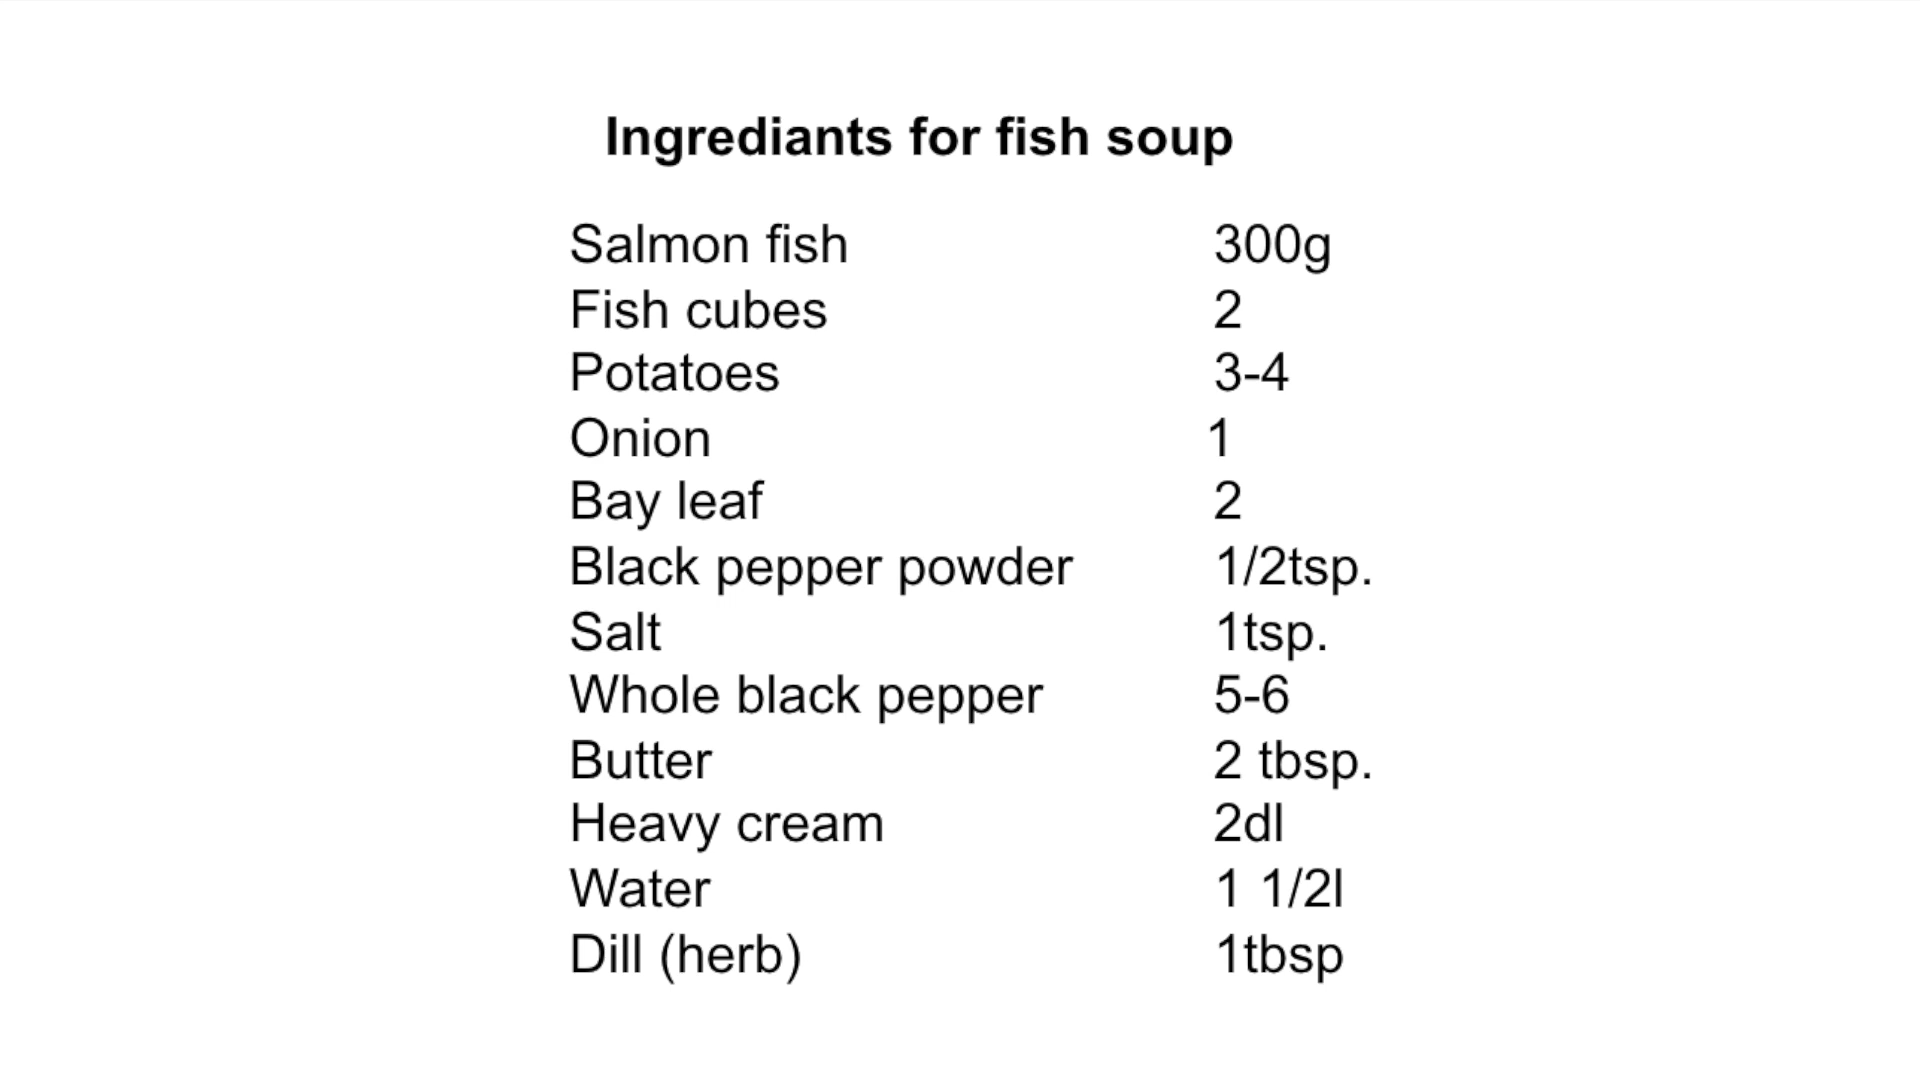 Ingrediants for fish soup
Salmon fish 300g
Fish cubes 2
Potatoes 3-4
Onion 1
Bay leaf 2
Black pepper powder 1/2tsp.
Salt 1tsp.
Whole black pepper 5-6
Butter 2 tbsp.
Heavy cream 2dl
Water 1 1/2l
Dill (herb) 1tbsp